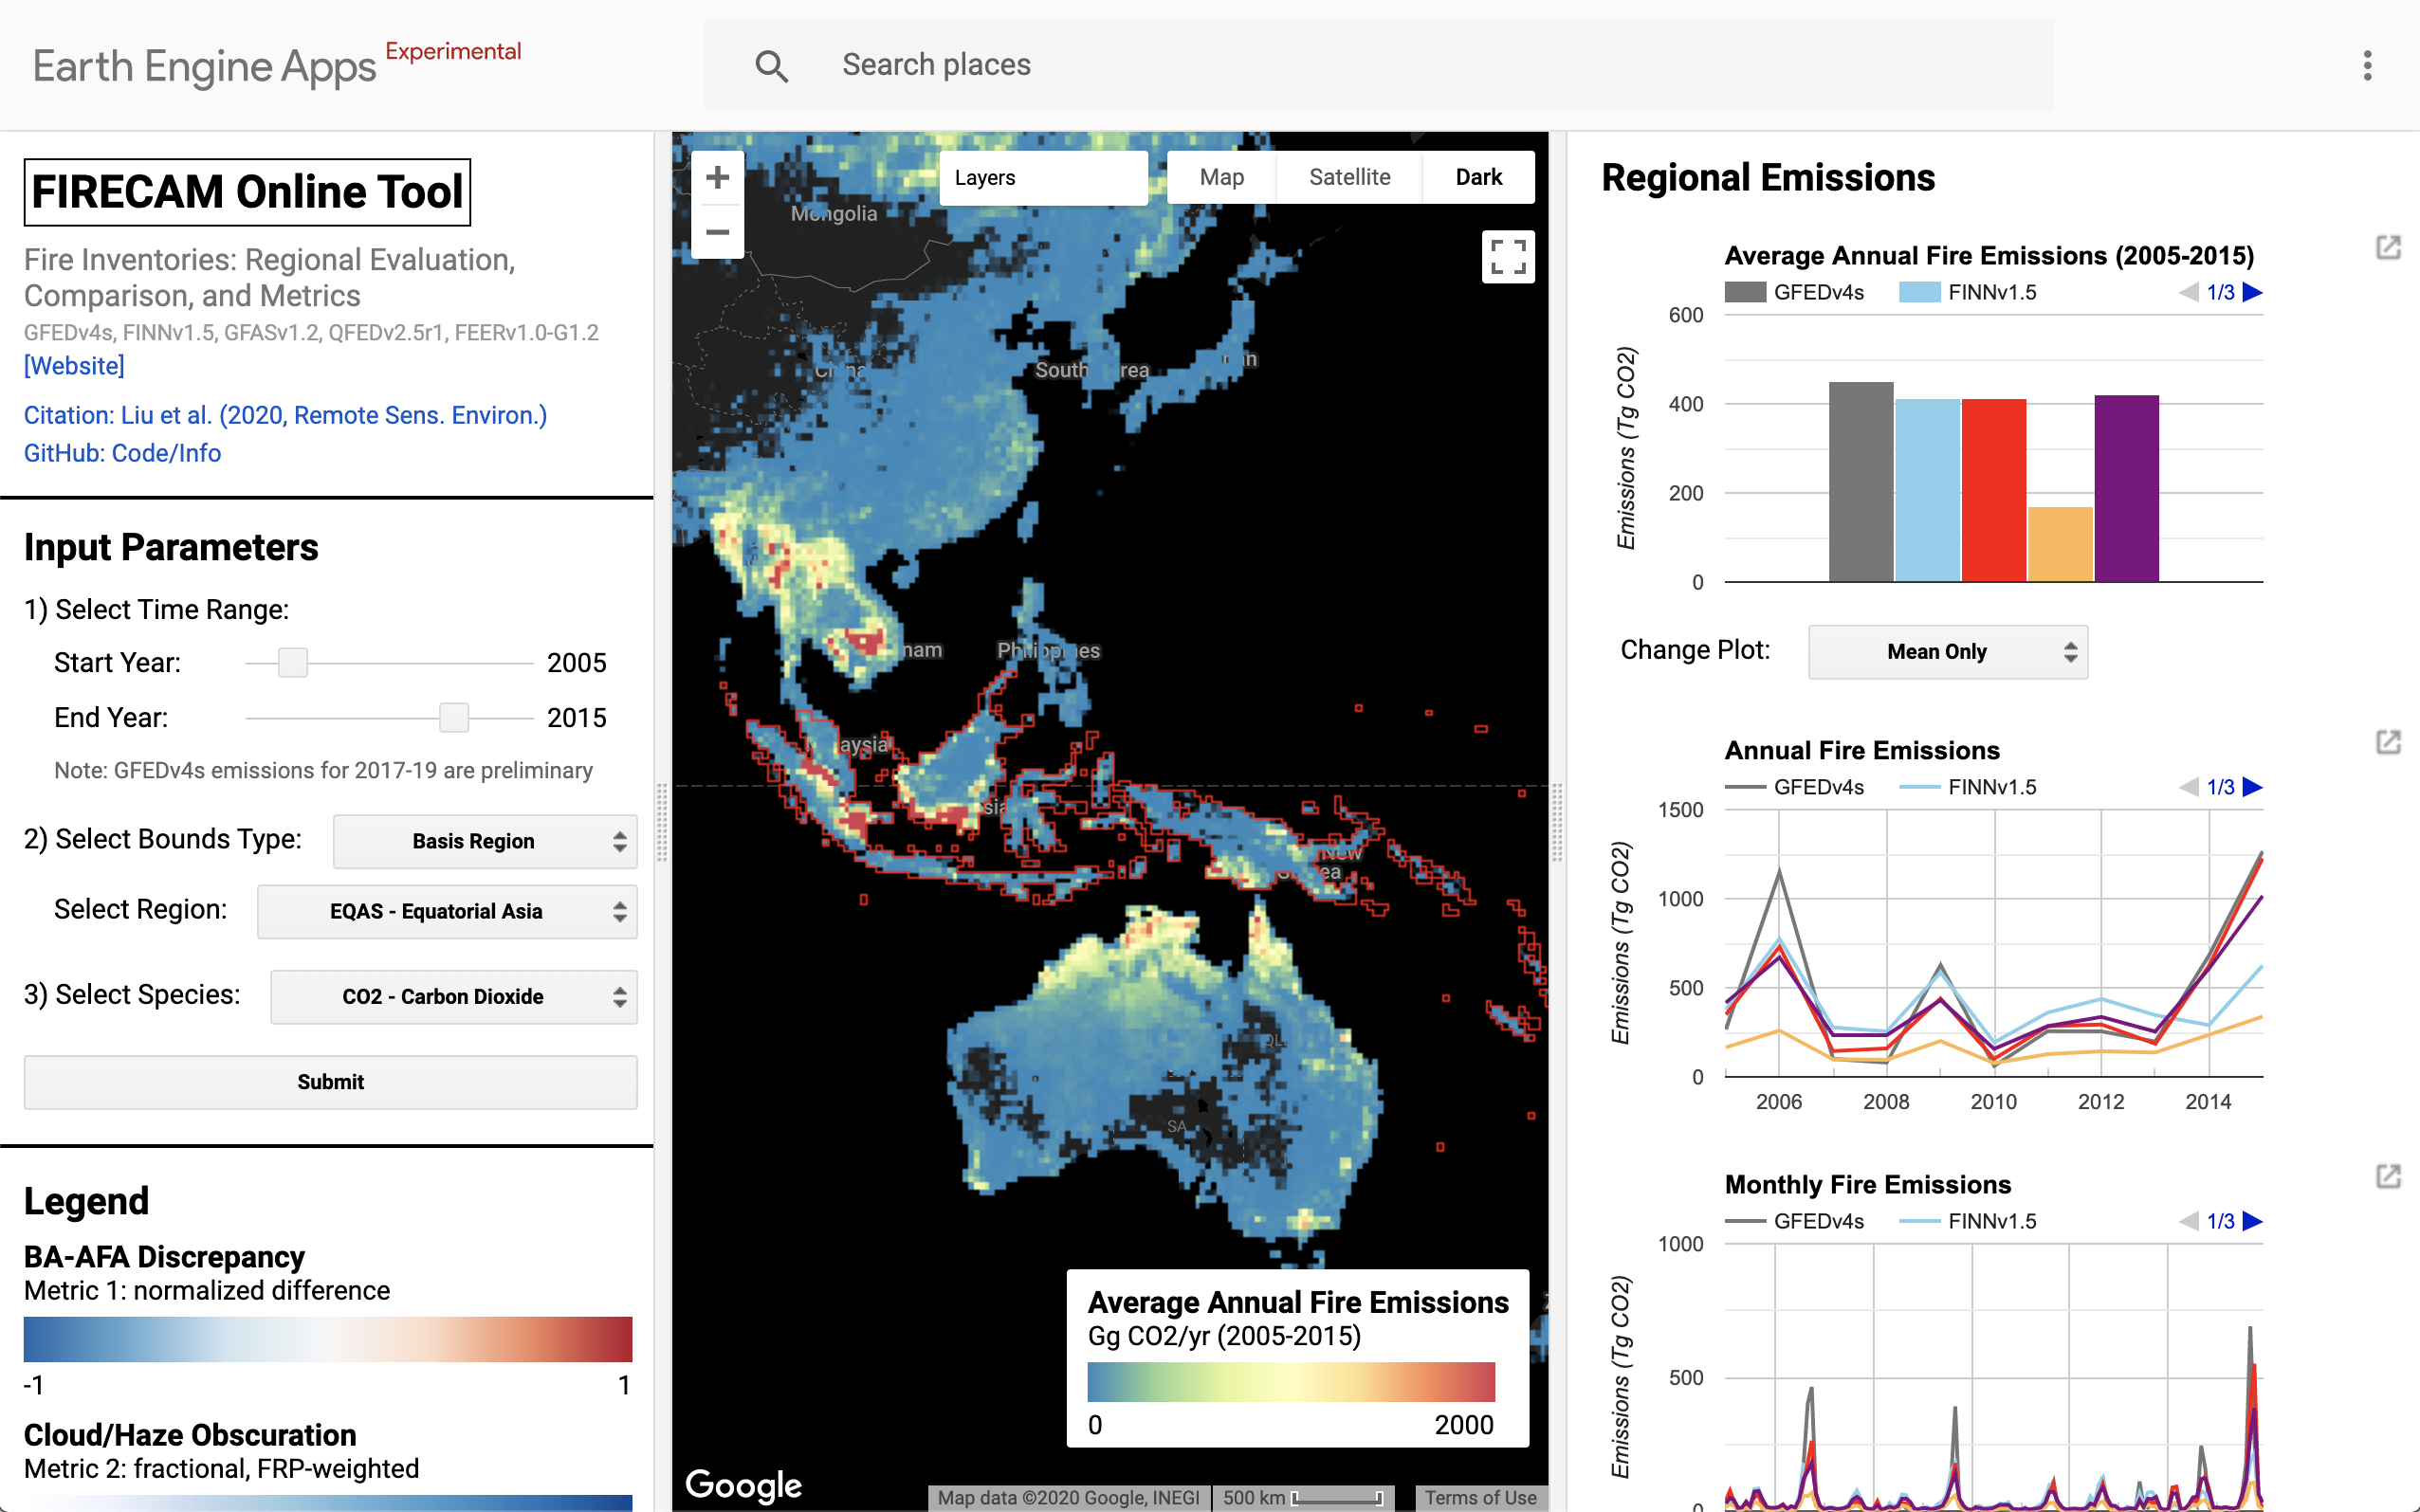 Earth Engine Apps Experimental
Search places
FIRECAM Online Tool
Fire Inventories: Regional Evaluation,
Comparison, and Metrics
GFEDv4s, FINNv1.5, GFASv1.2, QFEDv2.5r1, FEERv1.0-G1.2
[Website]
Citation: Liu et al. (2020, Remote Sens. Environ.)
GitHub: Code/Info
Input Parameters
1) Select Time Range:
Start Year: 2005
End Year: 2015
Note: GFEDv4s emissions for 2017-19 are preliminary
2) Select Bounds Type: Basis Region
Select Region: EQAS - Equatorial Asia
3) Select Species: CO2 - Carbon Dioxide
Submit
Legend
BA-AFA Discrepancy
Metric 1: normalized difference
-1 1
Cloud/Haze Obscuration
Metric 2: fractional, FRP-weighted
+
−
Layers
Map Satellite Dark
Mongolia
China
South
rea
nam
Philippines
aysia
sia
New
ea
QL
SA
Average Annual Fire Emissions
Gg CO2/yr (2005-2015)
0 2000
Google
Map data ©2020 Google, INEGI 500 km Terms of Use
Regional Emissions
Average Annual Fire Emissions (2005-2015)
GFEDv4s FINNv1.5 1/3
Emissions (Tg CO2)
600
400
200
0
Change Plot: Mean Only
Annual Fire Emissions
GFEDv4s FINNv1.5 1/3
Emissions (Tg CO2)
1500
1000
500
0
2006 2008 2010 2012 2014
Monthly Fire Emissions
GFEDv4s FINNv1.5 1/3
Emissions (Tg CO2)
1000
500
0